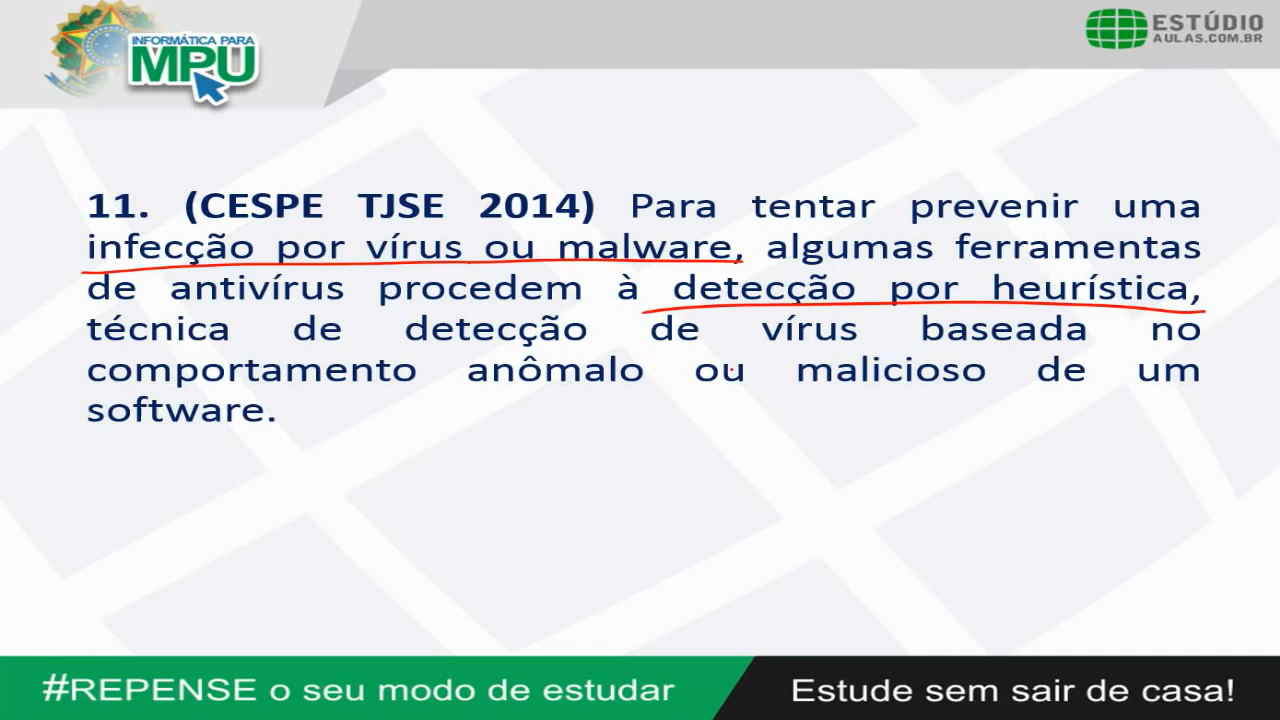 INFORMÁTICA PARA
MPU
ESTÚDIO
AULAS.COM.BR
11. (CESPE TJSE 2014) Para tentar prevenir uma
infecção por vírus ou malware, algumas ferramentas
de antivírus procedem à detecção por heurística,
técnica de detecção de vírus baseada no
comportamento anômalo ou malicioso de um
software.
#REPENSE o seu modo de estudar
Estude sem sair de casa!